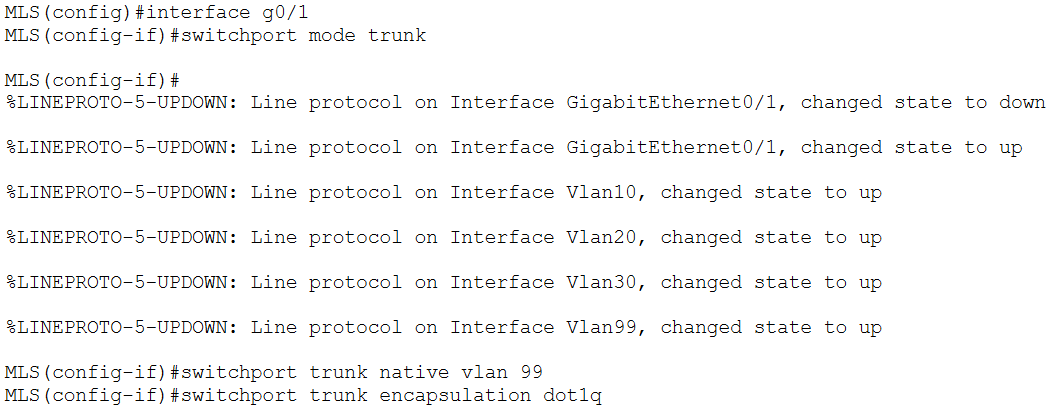 MLS(config)#interface g0/1
MLS(config-if)#switchport mode trunk
MLS(config-if)#
%LINEPROTO-5-UPDOWN: Line protocol on Interface GigabitEthernet0/1, changed state to down
%LINEPROTO-5-UPDOWN: Line protocol on Interface GigabitEthernet0/1, changed state to up
%LINEPROTO-5-UPDOWN: Line protocol on Interface Vlan10, changed state to up
%LINEPROTO-5-UPDOWN: Line protocol on Interface Vlan20, changed state to up
%LINEPROTO-5-UPDOWN: Line protocol on Interface Vlan30, changed state to up
%LINEPROTO-5-UPDOWN: Line protocol on Interface Vlan99, changed state to up
MLS(config-if)#switchport trunk native vlan 99
MLS(config-if)#switchport trunk encapsulation dot1q